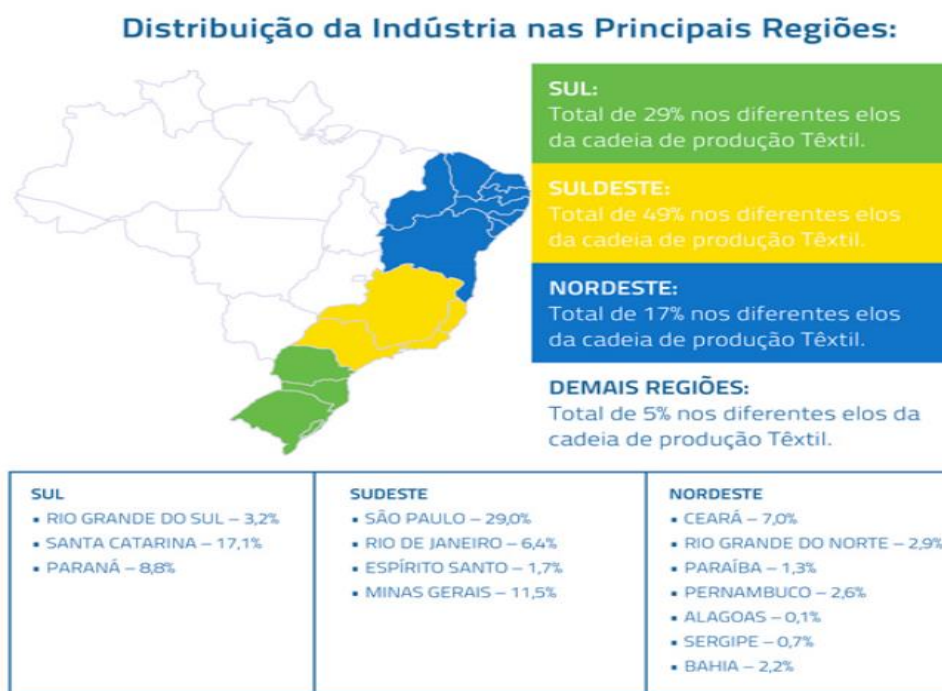 Distribuição da Indústria nas Principais Regiões:
SUL:
Total de 29% nos diferentes elos
da cadeia de produção Têxtil.
SULDESTE:
Total de 49% nos diferentes elos
da cadeia de produção Têxtil.
NORDESTE:
Total de 17% nos diferentes elos
da cadeia de produção Têxtil.
DEMAIS REGIÕES:
Total de 5% nos diferentes elos da
cadeia de produção Têxtil.
SUL
▪ RIO GRANDE DO SUL – 3,2%
▪ SANTA CATARINA – 17,1%
▪ PARANÁ – 8,8%
SUDESTE
▪ SÃO PAULO – 29,0%
▪ RIO DE JANEIRO – 6,4%
▪ ESPÍRITO SANTO – 1,7%
▪ MINAS GERAIS – 11,5%
NORDESTE
▪ CEARÁ – 7,0%
▪ RIO GRANDE DO NORTE – 2,9%
▪ PARAÍBA – 1,3%
▪ PERNAMBUCO – 2,6%
▪ ALAGOAS – 0,1%
▪ SERGIPE – 0,7%
▪ BAHIA – 2,2%